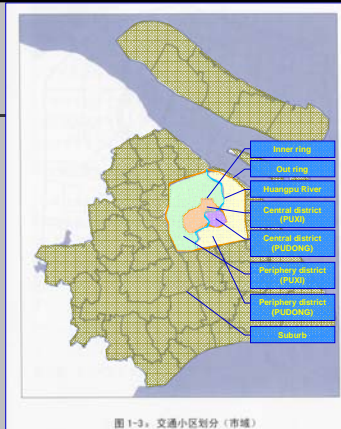 Inner ring
Out ring
Huangpu River
Central district
(PUXI)
Central district
(PUDONG)
Periphery district
(PUXI)
Periphery district
(PUDONG)
Suburb
图 1-3。 交通小区划分（市域）